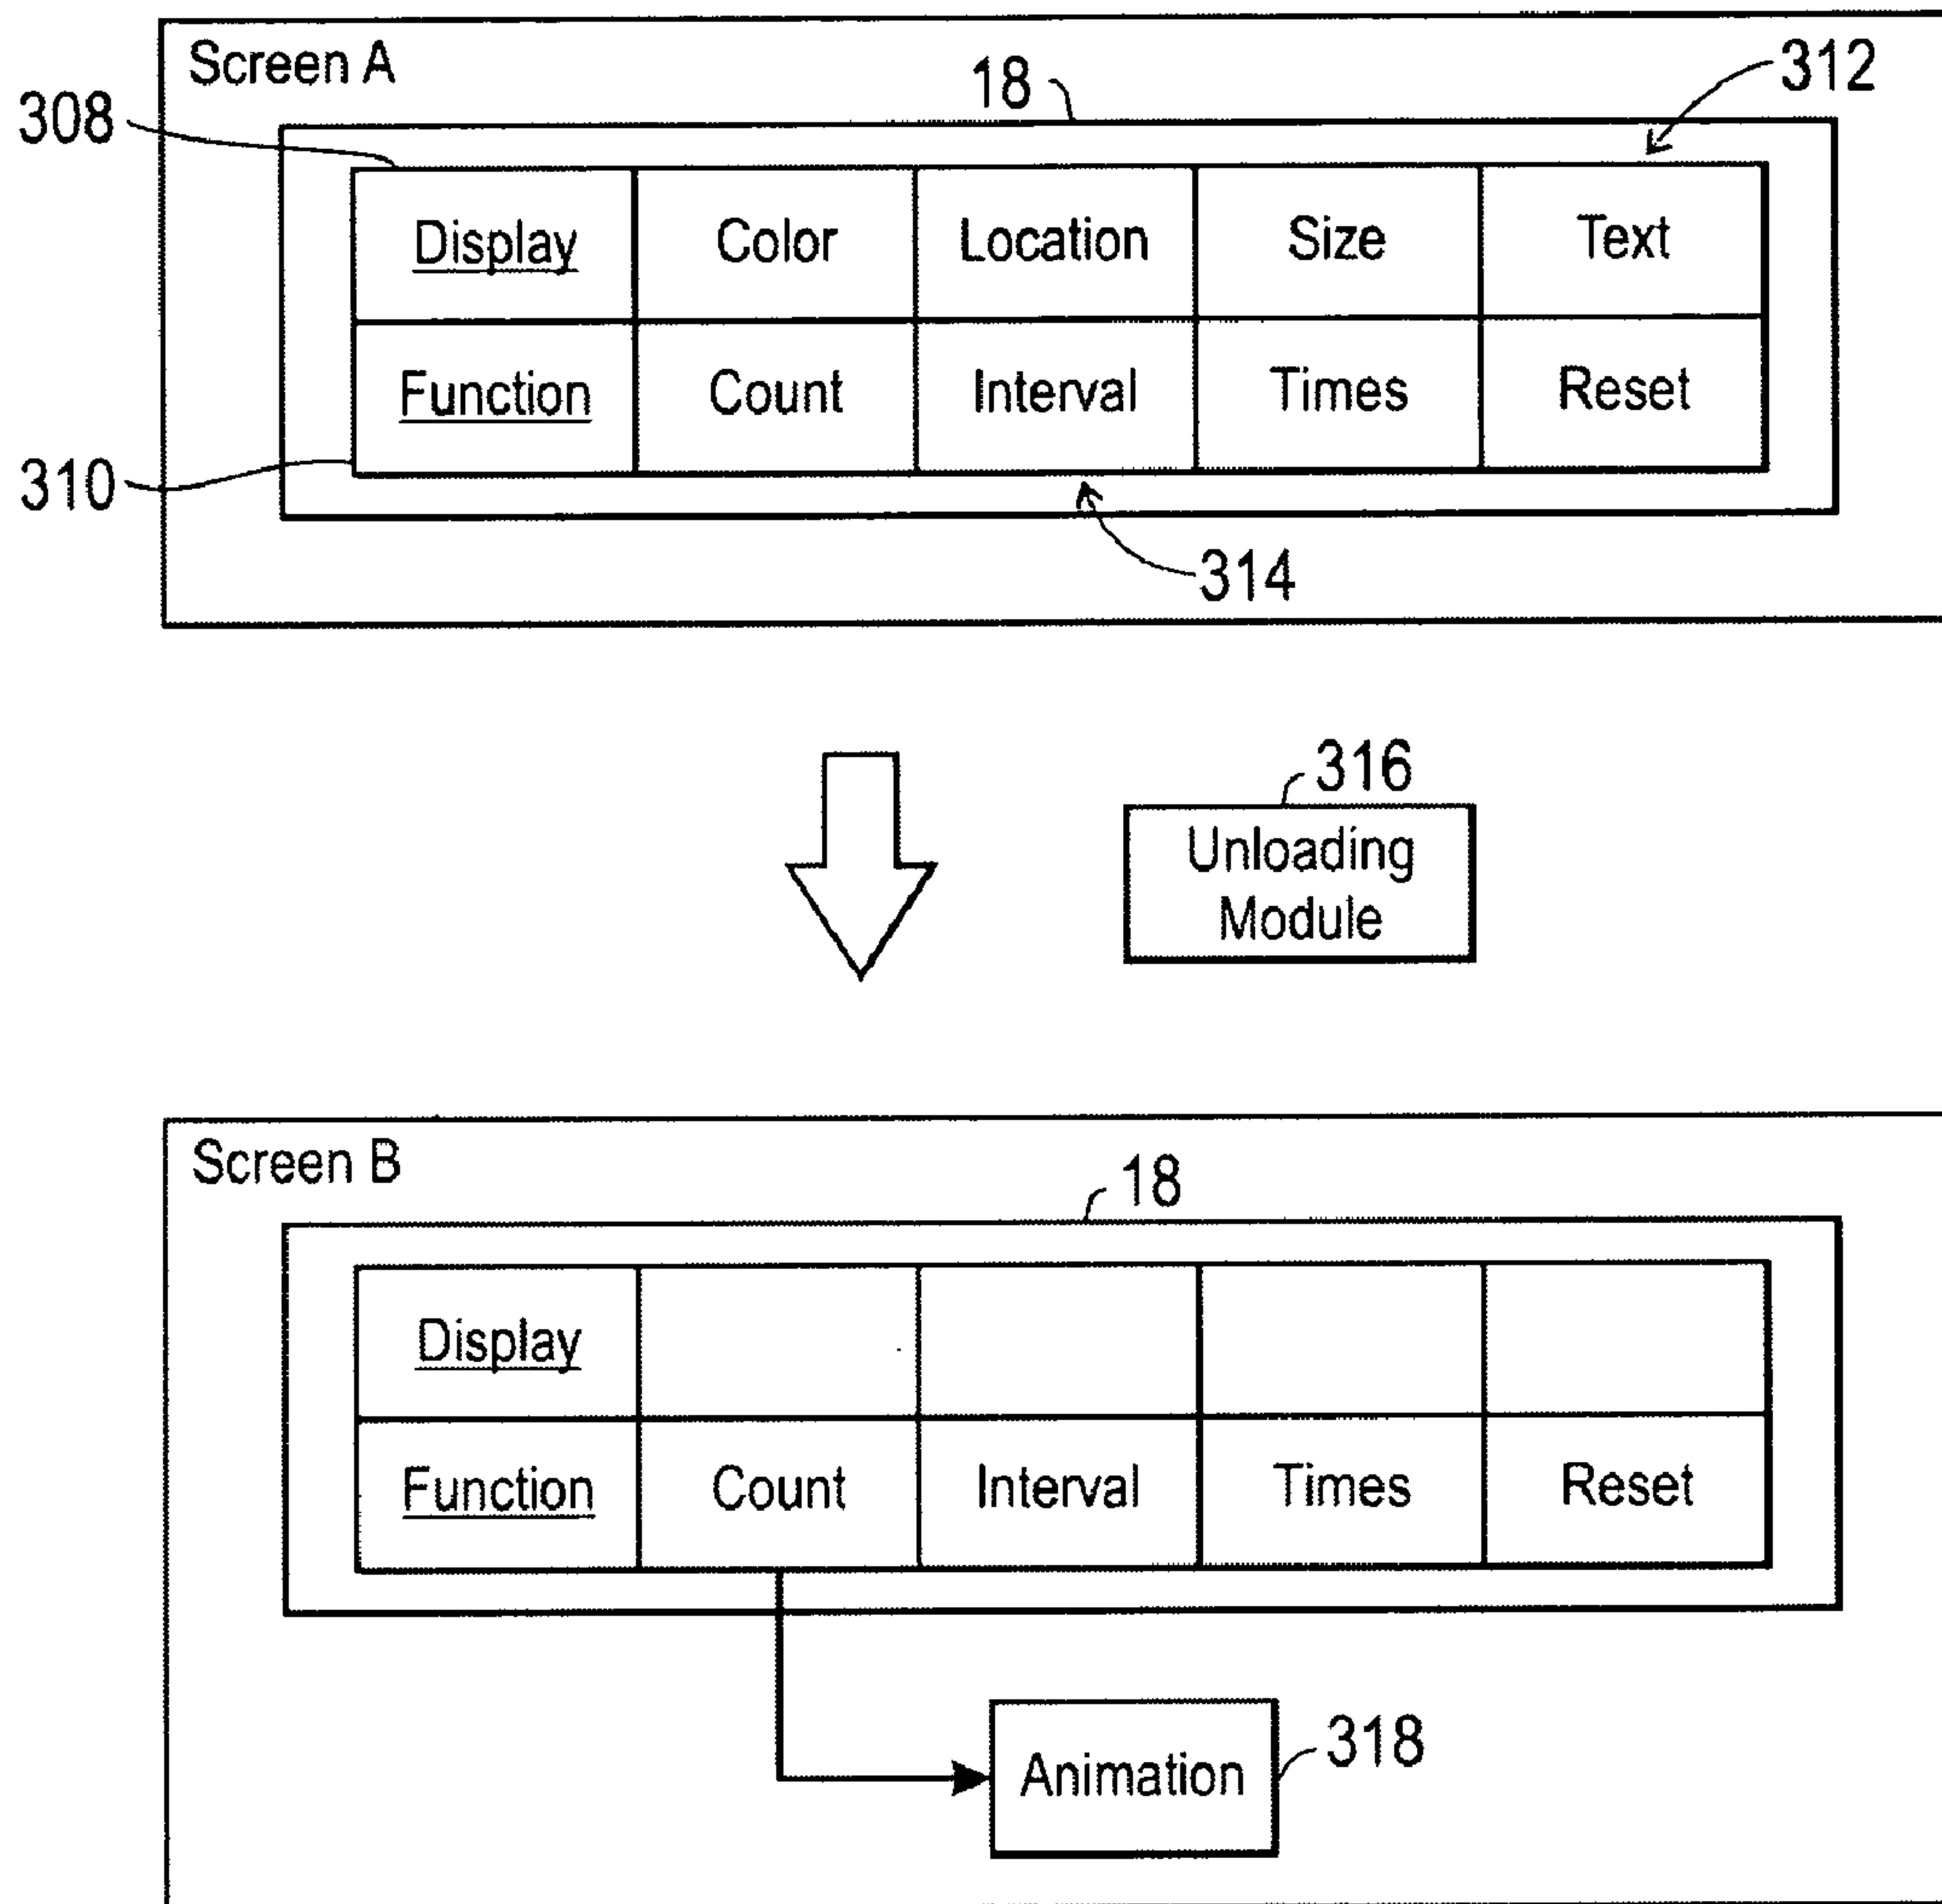 Screen A
308
18
312
Display Color Location Size Text
Function Count Interval Times Reset
310
314
316
Unloading
Module
Screen B
18
Display
Function Count Interval Times Reset
Animation
318